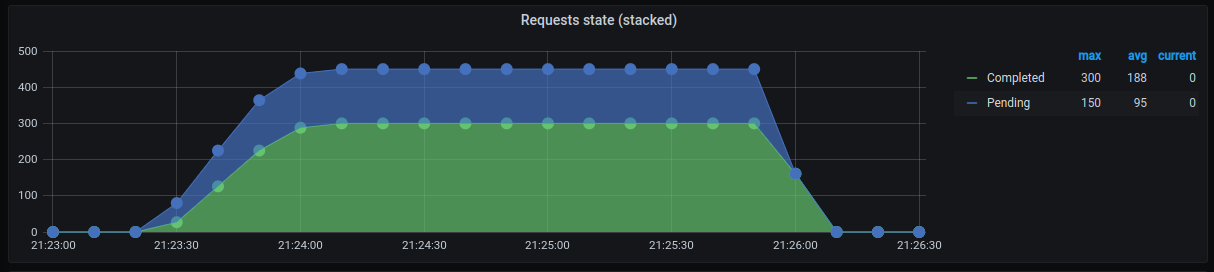 Requests state (stacked)
500
400
300
200
100
0
21:23:00 21:23:30 21:24:00 21:24:30 21:25:00 21:25:30 21:26:00 21:26:30
max avg current
Completed 300 188 0
Pending 150 95 0